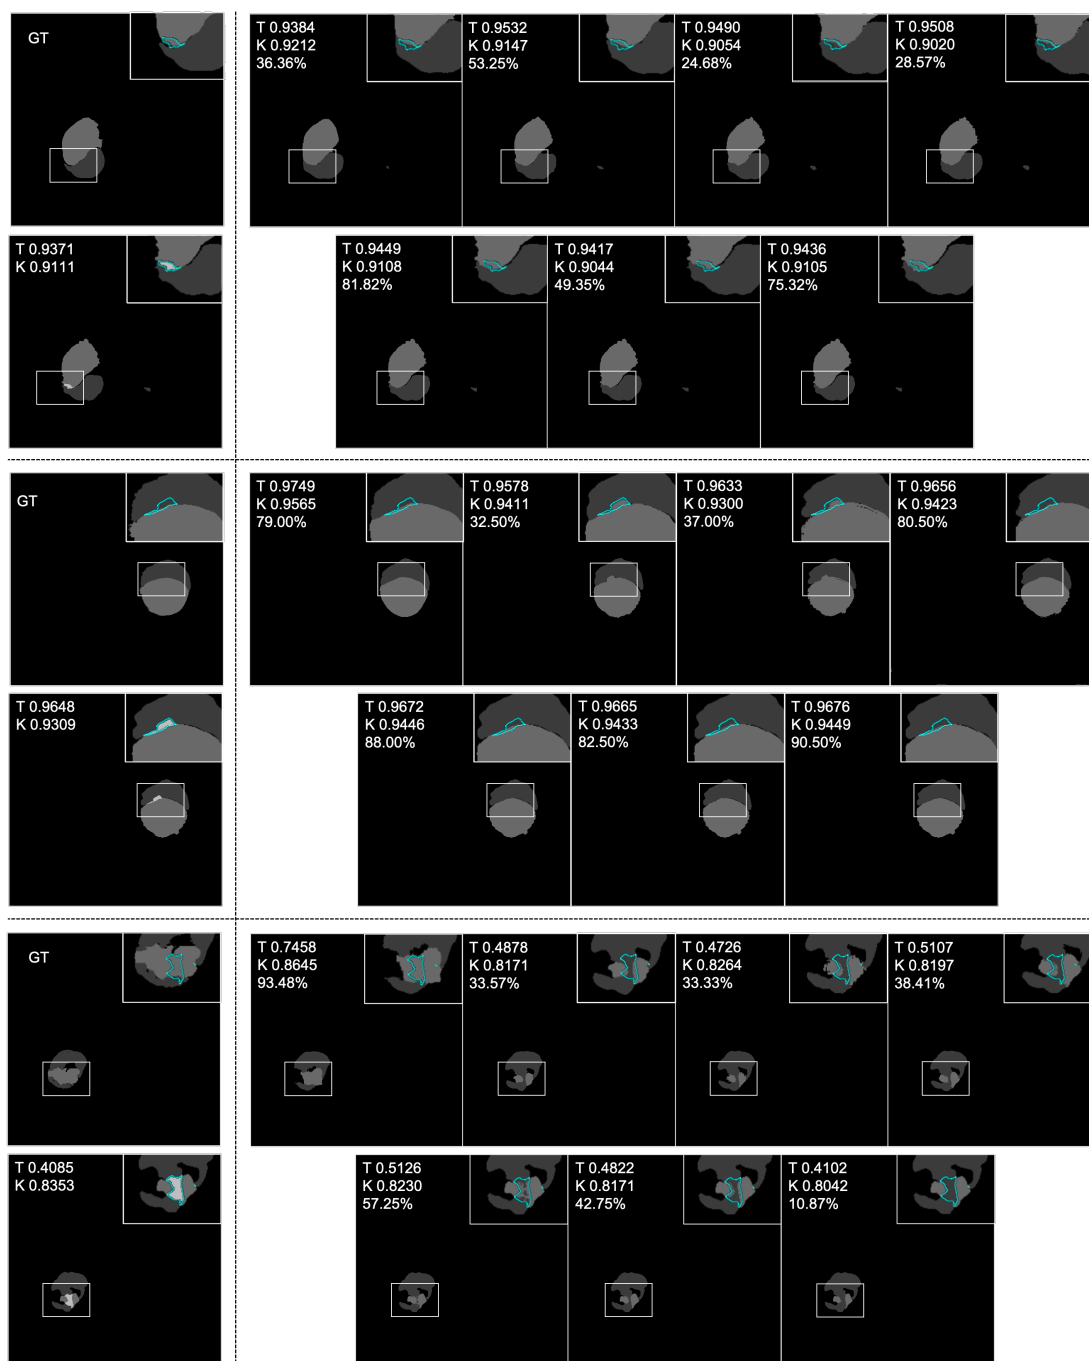 GT
T 0.9384
K 0.9212
36.36%
T 0.9532
K 0.9147
53.25%
T 0.9490
K 0.9054
24.68%
T 0.9508
K 0.9020
28.57%
T 0.9371
K 0.9111
T 0.9449
K 0.9108
81.82%
T 0.9417
K 0.9044
49.35%
T 0.9436
K 0.9105
75.32%
GT
T 0.9749
K 0.9565
79.00%
T 0.9578
K 0.9411
32.50%
T 0.9633
K 0.9300
37.00%
T 0.9656
K 0.9423
80.50%
T 0.9648
K 0.9309
T 0.9672
K 0.9446
88.00%
T 0.9665
K 0.9433
82.50%
T 0.9676
K 0.9449
90.50%
GT
T 0.7458
K 0.8645
93.48%
T 0.4878
K 0.8171
33.57%
T 0.4726
K 0.8264
33.33%
T 0.5107
K 0.8197
38.41%
T 0.4085
K 0.8353
T 0.5126
K 0.8230
57.25%
T 0.4822
K 0.8171
42.75%
T 0.4102
K 0.8042
10.87%